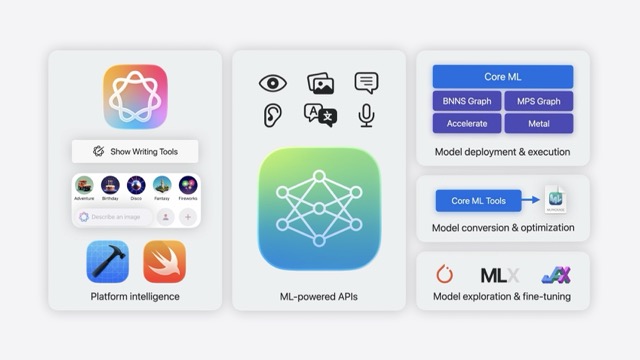 Show Writing Tools
Adventure
Birthday
Disco
Fantasy
Fireworks
Describe an image
Platform intelligence
A 文
ML-powered APIs
Core ML
BNNS Graph
MPS Graph
Accelerate
Metal
Model deployment & execution
Core ML Tools
Model conversion & optimization
MLX
Model exploration & fine-tuning